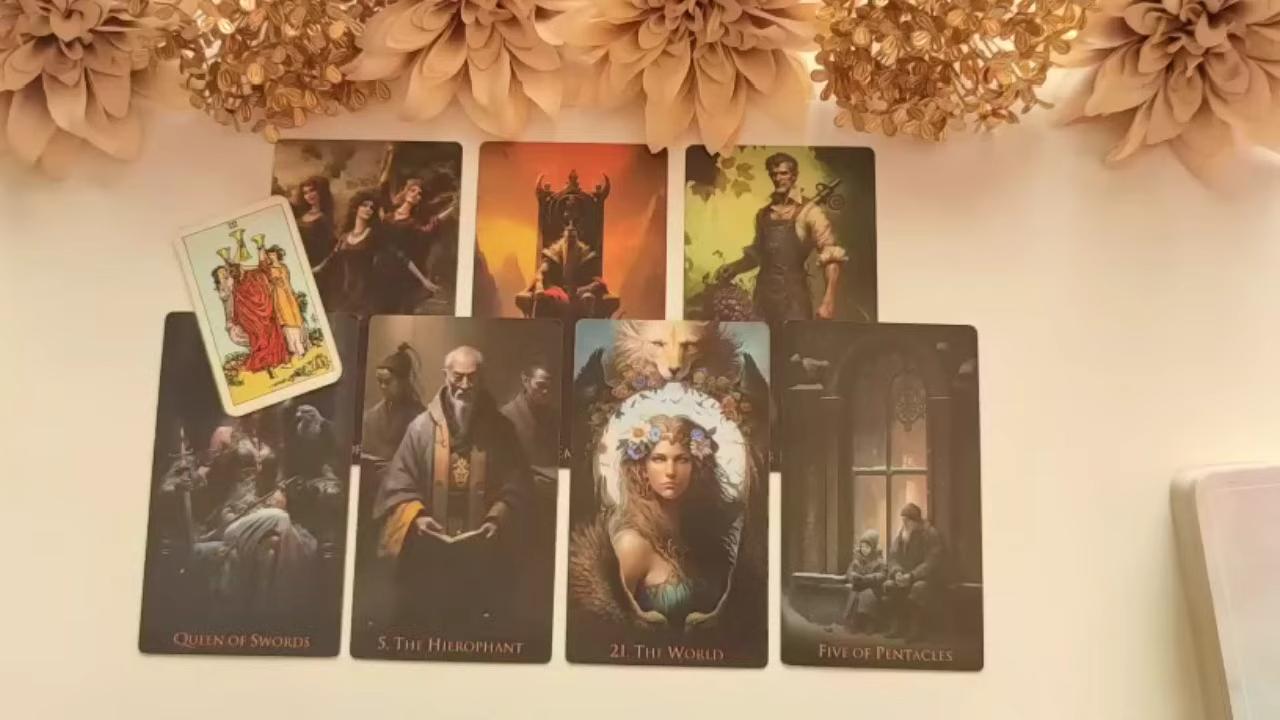 QUEEN OF SWORDS
5. THE HIEROPHANT
21. THE WORLD
FIVE OF PENTACLES